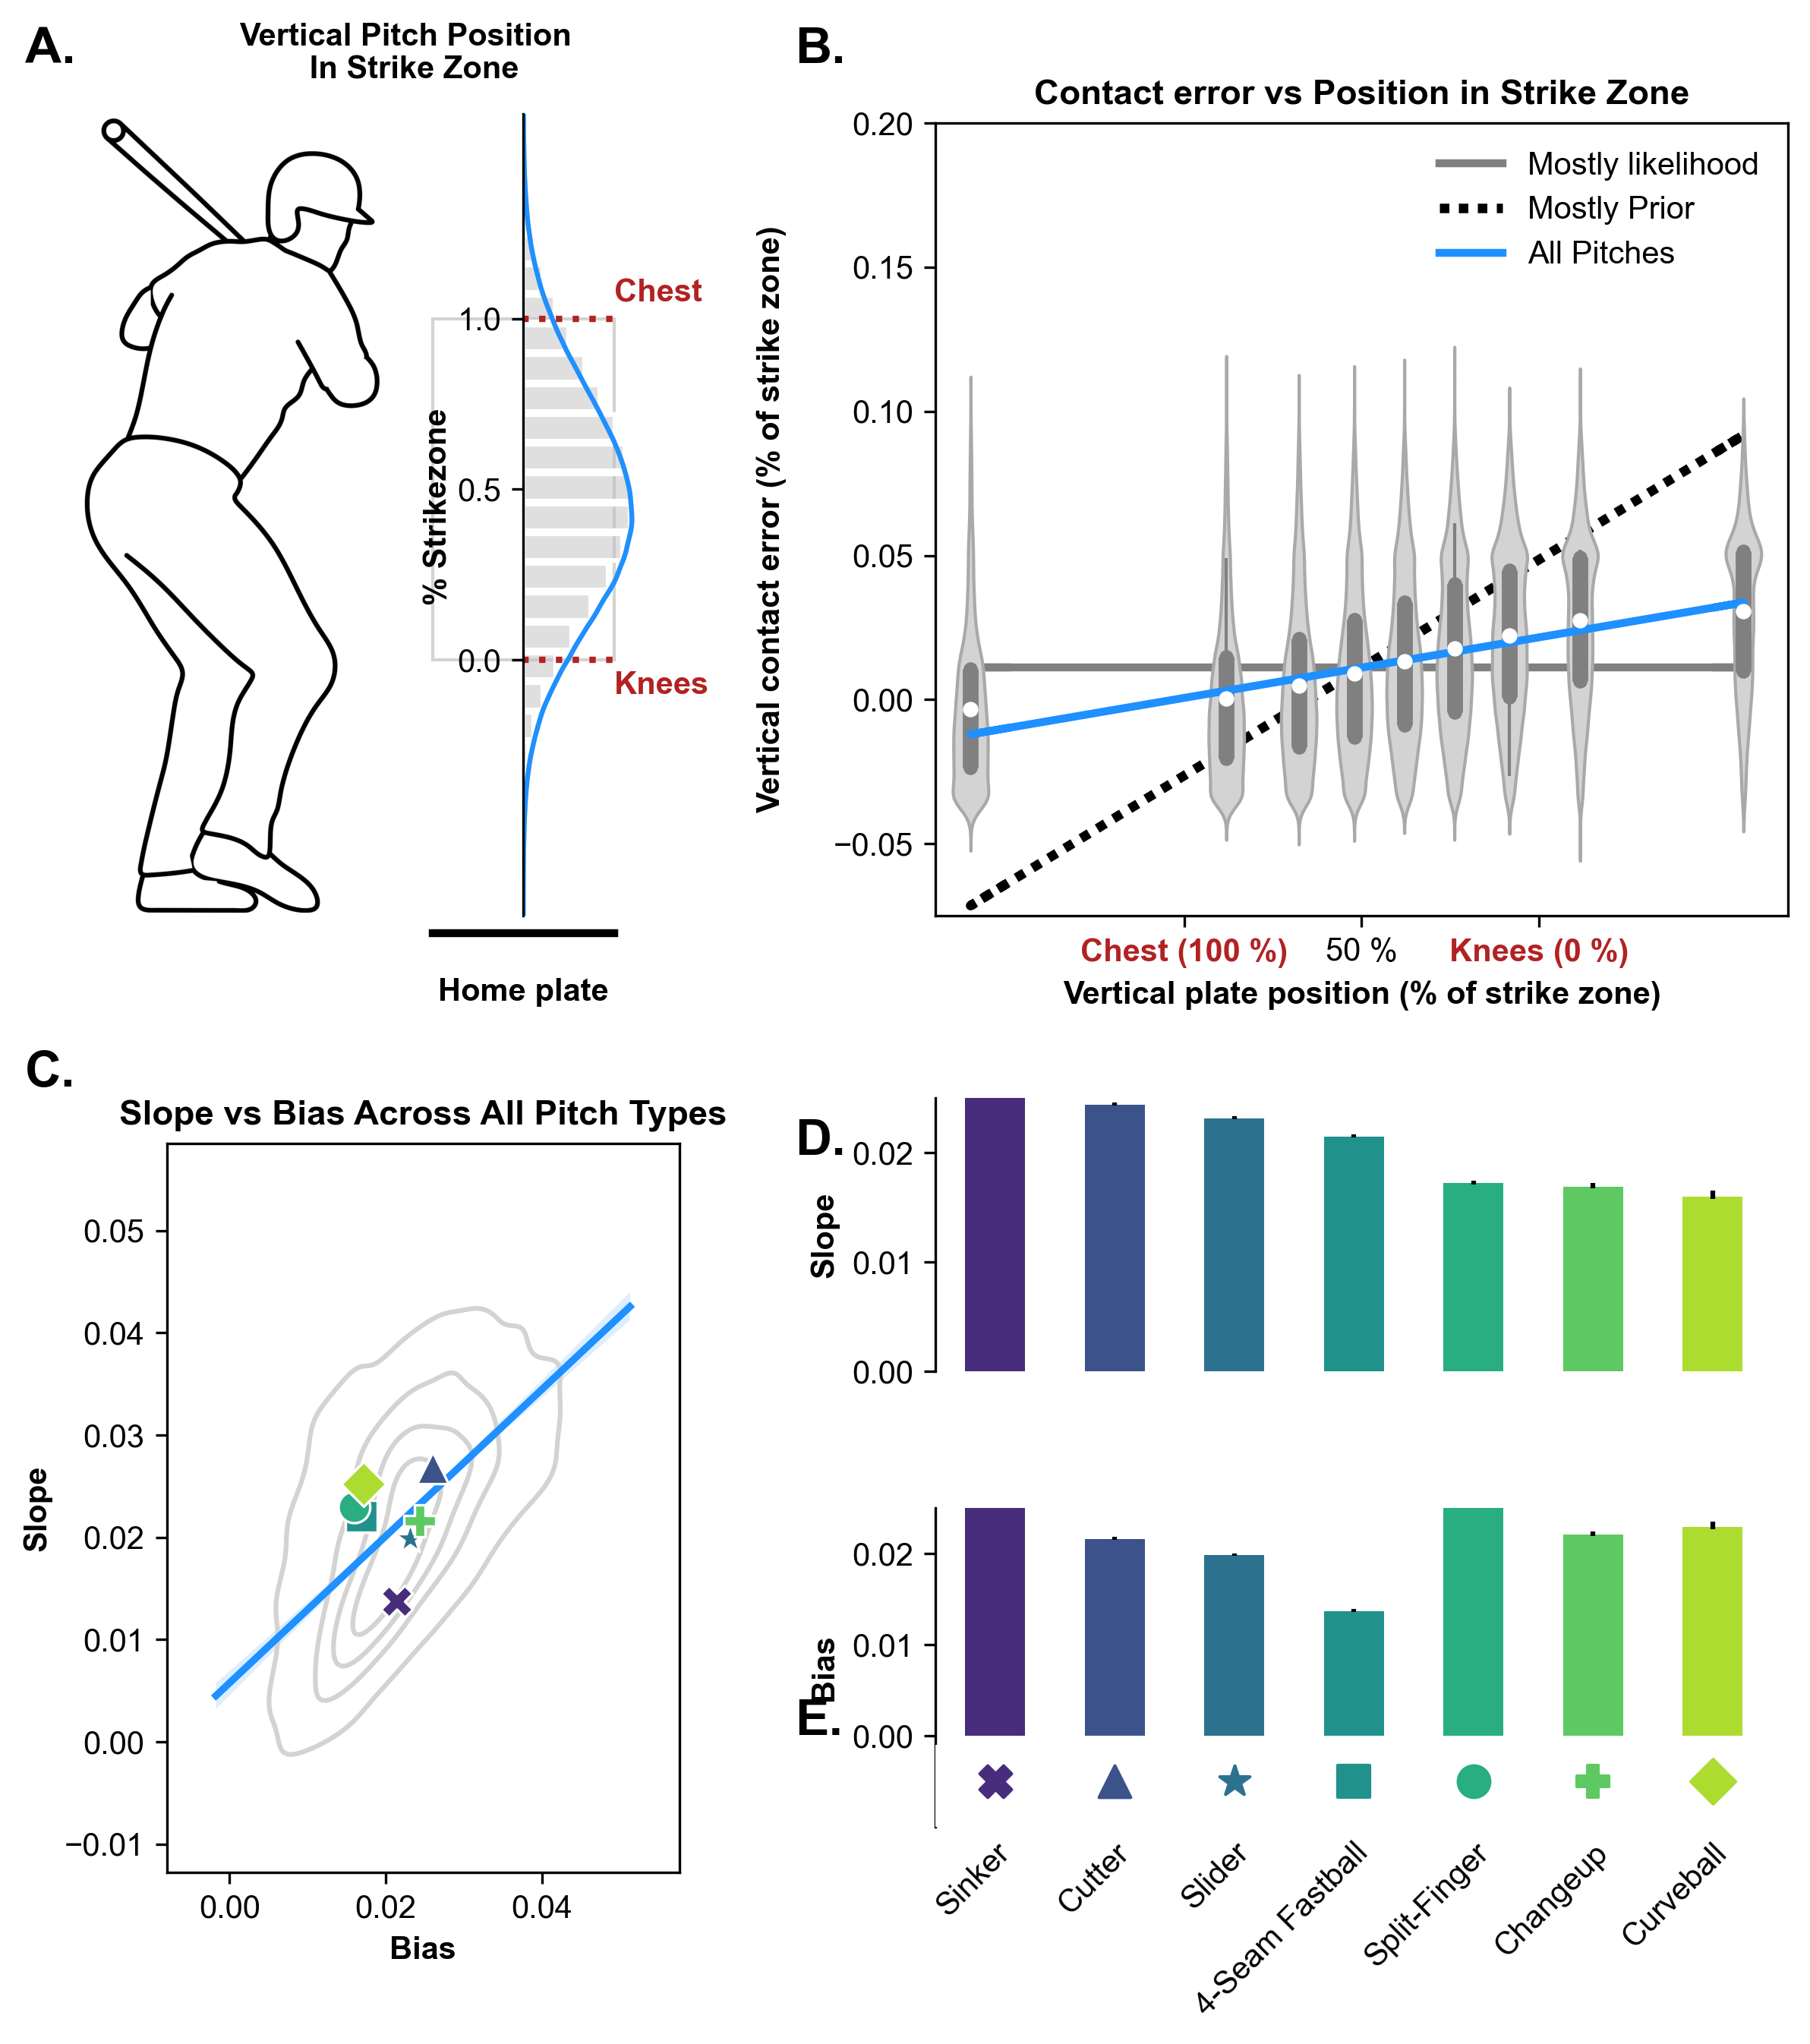 A.
Vertical Pitch Position
In Strike Zone
Chest
1.0
0.5
0.0
% Strikezone
Knees
Home plate
B.
Contact error vs Position in Strike Zone
0.20
0.15
0.10
0.05
0.00
−0.05
Vertical contact error (% of strike zone)
Mostly likelihood
Mostly Prior
All Pitches
Chest (100 %)
50 %
Knees (0 %)
Vertical plate position (% of strike zone)
C.
Slope vs Bias Across All Pitch Types
0.05
0.04
0.03
0.02
0.01
0.00
−0.01
Slope
0.00
0.02
0.04
Bias
D.
0.02
0.01
0.00
Slope
E.
0.02
0.01
0.00
Bias
Sinker
Cutter
Slider
4-Seam Fastball
Split-Finger
Changeup
Curveball